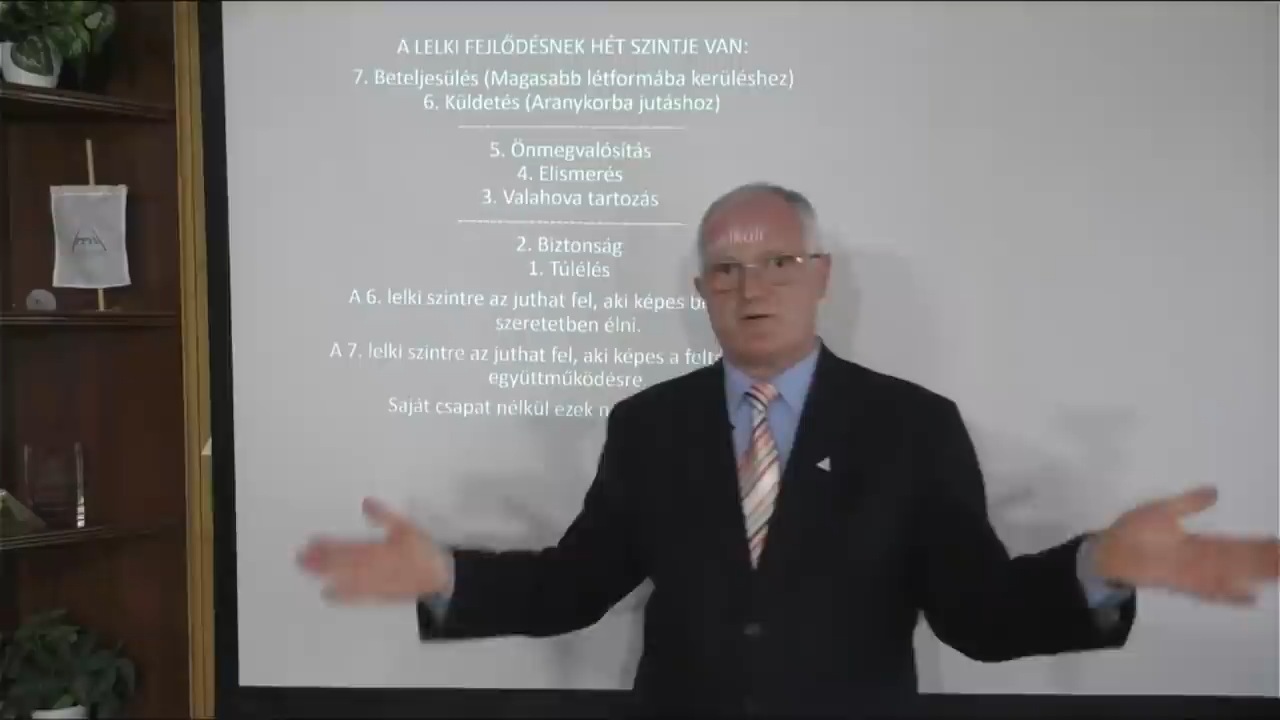 A LELKI FEJLŐDÉSNEK HÉT SZINTJE VAN:
7. Beteljesülés (Magasabb létformába kerüléshez)
6. Küldetés (Aranykorba jutáshoz)
5. Önmegvalósítás
4. Elismerés
3. Valahova tartozás
2. Biztonság
1. Túlélés
A 6. lelki szintre az juthat fel, aki képes
szeretetben élni.
A 7. lelki szintre az juthat fel, aki képes a
együttműködésre
Saját csapat nélkül ezek